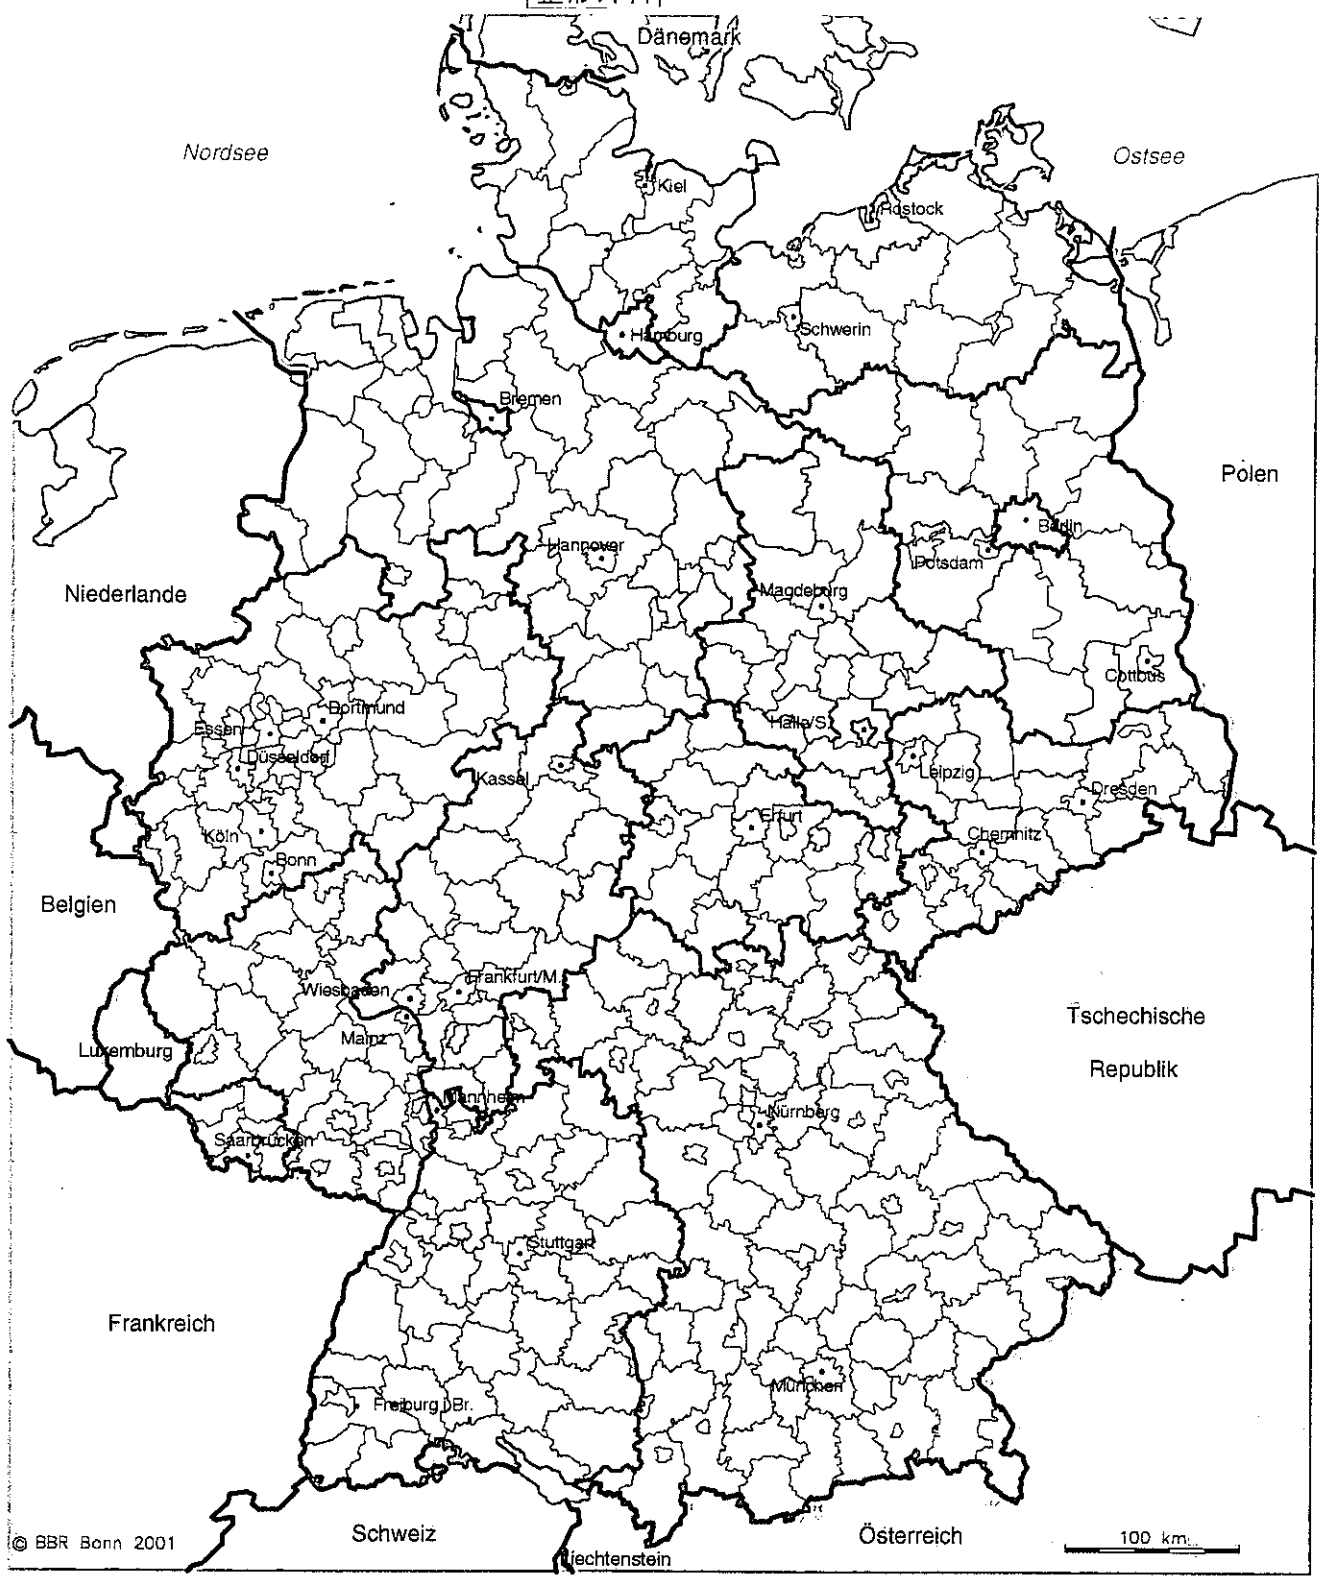 Dänemark
Nordsee
Ostsee
Kiel
Rostock
Hamburg
Schwerin
Bremen
Polen
Berlin
Hannover
Potsdam
Niederlande
Magdeburg
Cottbus
Dortmund
Essen
Halle/S.
Düsseldorf
Leipzig
Kassel
Dresden
Köln
Erfurt
Chemnitz
Bonn
Belgien
Frankfurt/M.
Wiesbaden
Tschechische
Mainz
Luxemburg
Republik
Mannheim
Nürnberg
Saarbrücken
Stuttgart
Frankreich
München
Freiburg i.Br.
Schweiz
Österreich
© BBR Bonn 2001
100 km
Liechtenstein